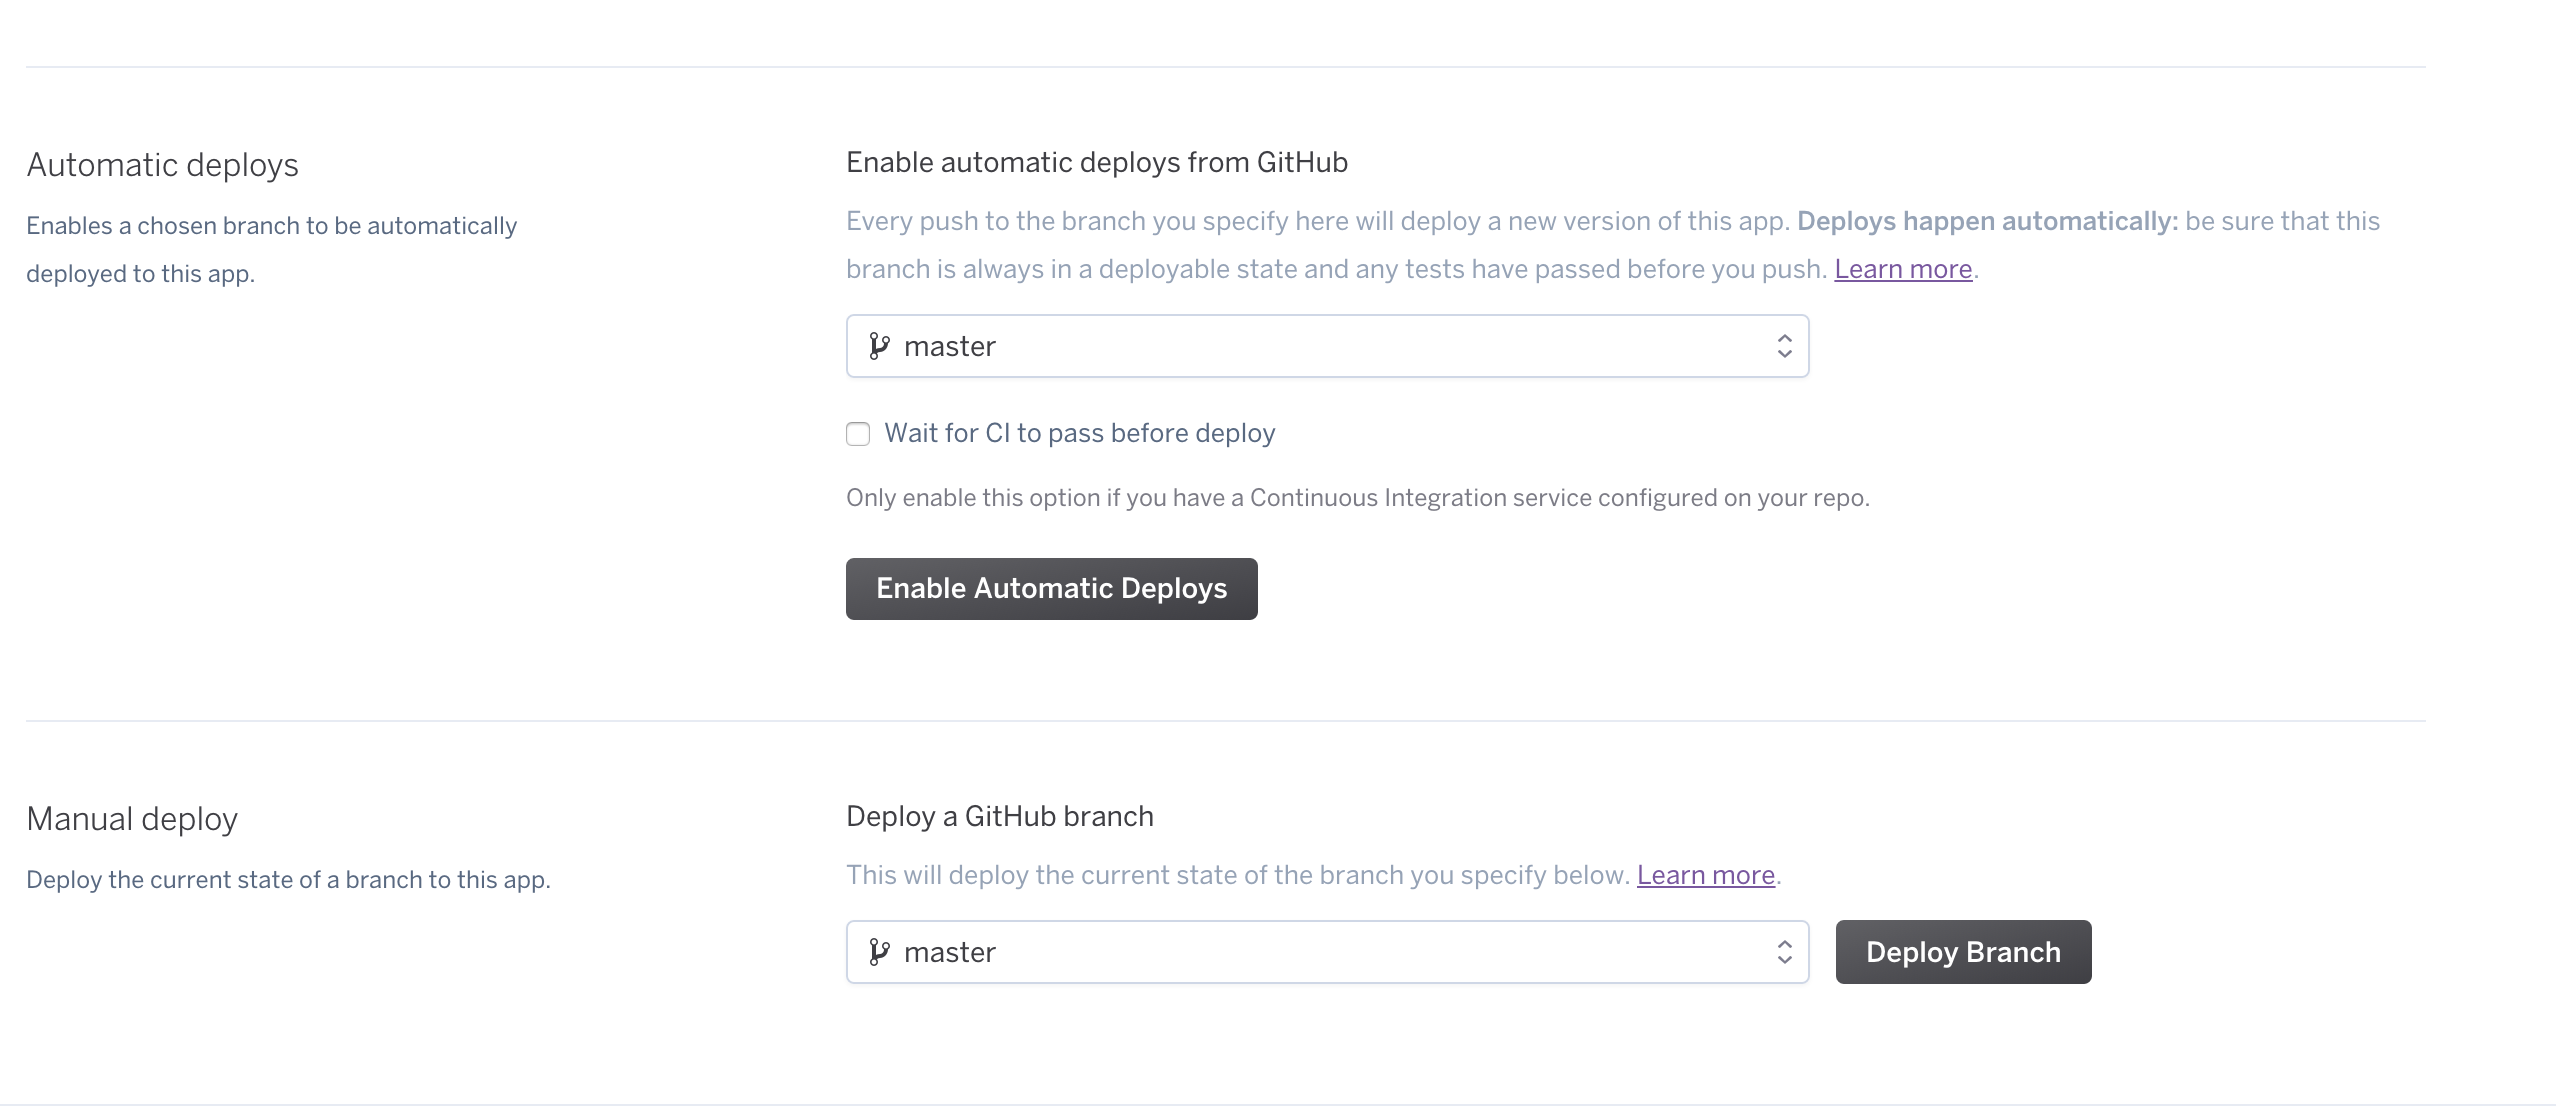 Automatic deploys
Enables a chosen branch to be automatically
deployed to this app.
Enable automatic deploys from GitHub
Every push to the branch you specify here will deploy a new version of this app. Deploys happen automatically: be sure that this
branch is always in a deployable state and any tests have passed before you push. Learn more.
master
Wait for CI to pass before deploy
Only enable this option if you have a Continuous Integration service configured on your repo.
Enable Automatic Deploys
Manual deploy
Deploy the current state of a branch to this app.
Deploy a GitHub branch
This will deploy the current state of the branch you specify below. Learn more.
master
Deploy Branch